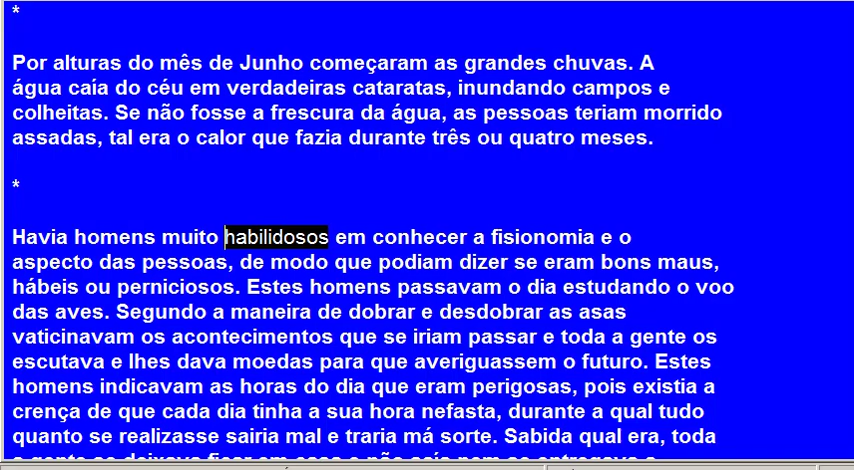 *
Por alturas do mês de Junho começaram as grandes chuvas. A
água caía do céu em verdadeiras cataratas, inundando campos e
colheitas. Se não fosse a frescura da água, as pessoas teriam morrido
assadas, tal era o calor que fazia durante três ou quatro meses.
*
Havia homens muito habilidosos em conhecer a fisionomia e o
aspecto das pessoas, de modo que podiam dizer se eram bons maus,
hábeis ou perniciosos. Estes homens passavam o dia estudando o voo
das aves. Segundo a maneira de dobrar e desdobrar as asas
vaticinavam os acontecimentos que se iriam passar e toda a gente os
escutava e lhes dava moedas para que averiguassem o futuro. Estes
homens indicavam as horas do dia que eram perigosas, pois existia a
crença de que cada dia tinha a sua hora nefasta, durante a qual tudo
quanto se realizasse sairia mal e traria má sorte. Sabida qual era, toda